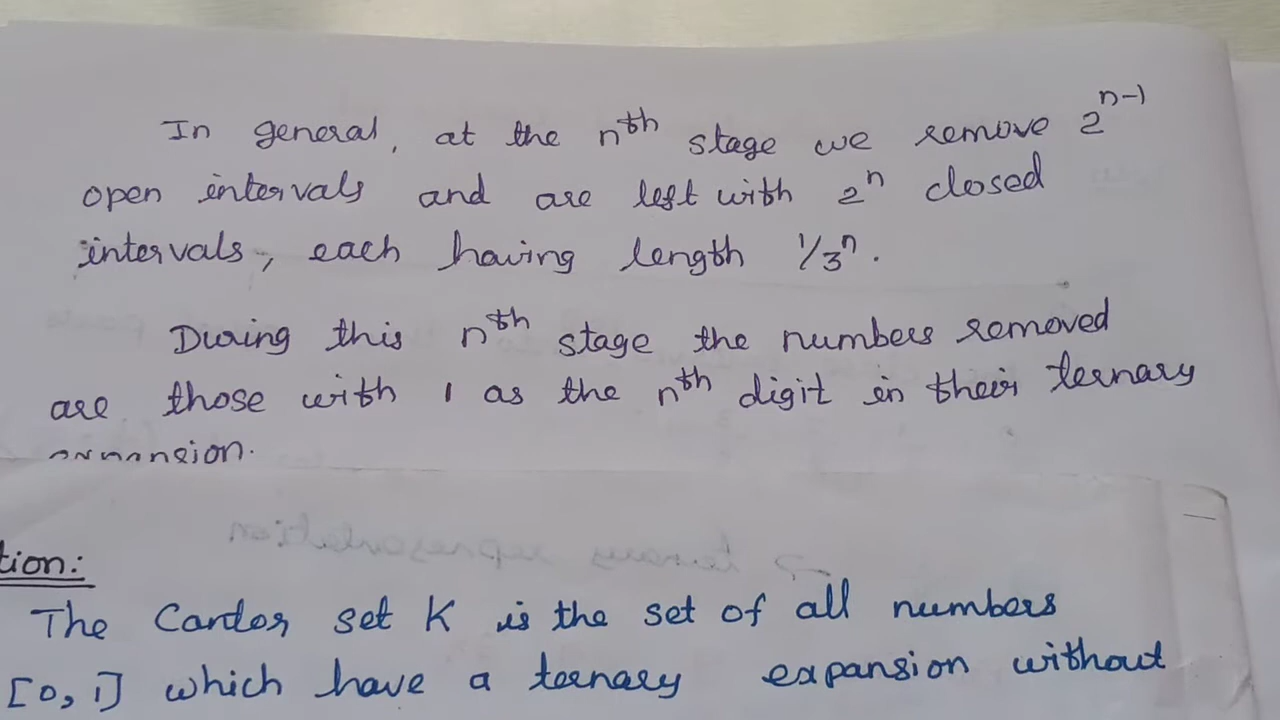 In general, at the nᵗʰ stage we remove 2ⁿ⁻¹
open intervals and are left with 2ⁿ closed
intervals, each having length 1/3ⁿ.
During this nᵗʰ stage the numbers removed
are those with 1 as the nᵗʰ digit in their ternary
expansion.
tion:
The Cantor set K is the set of all numbers
[0, 1] which have a ternary expansion without